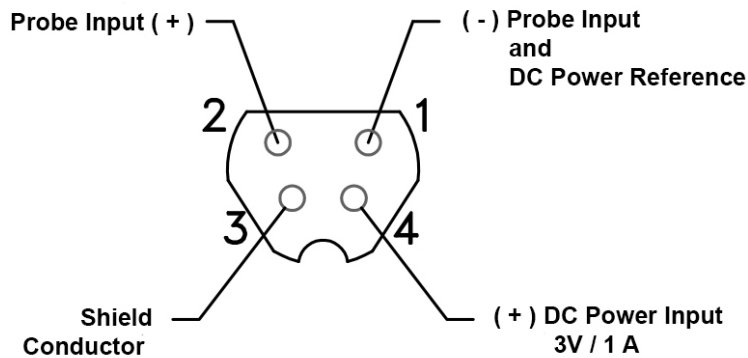 Probe Input ( + )
( - ) Probe Input
and
DC Power Reference
2
1
3
4
Shield
Conductor
( + ) DC Power Input
3V / 1 A